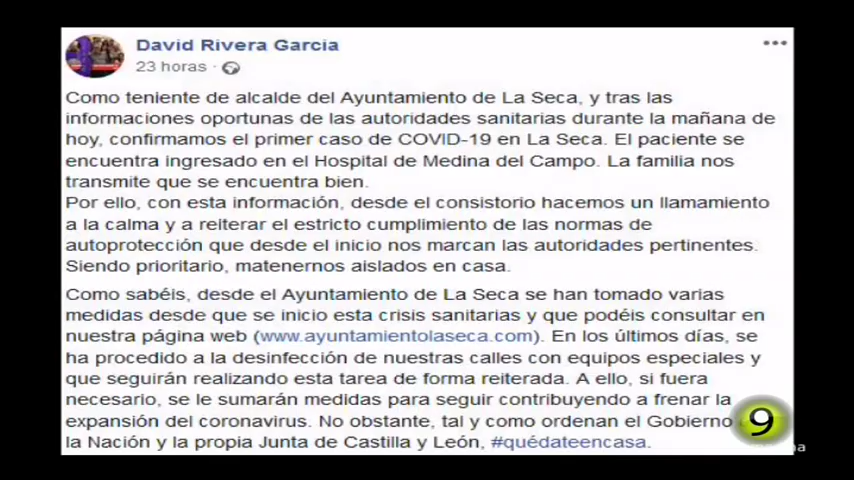 David Rivera Garcia
23 horas ·
Como teniente de alcalde del Ayuntamiento de La Seca, y tras las
informaciones oportunas de las autoridades sanitarias durante la mañana de
hoy, confirmamos el primer caso de COVID-19 en La Seca. El paciente se
encuentra ingresado en el Hospital de Medina del Campo. La familia nos
transmite que se encuentra bien.
Por ello, con esta información, desde el consistorio hacemos un llamamiento
a la calma y a reiterar el estricto cumplimiento de las normas de
autoprotección que desde el inicio nos marcan las autoridades pertinentes.
Siendo prioritario, matenernos aislados en casa.
Como sabéis, desde el Ayuntamiento de La Seca se han tomado varias
medidas desde que se inicio esta crisis sanitarias y que podéis consultar en
nuestra página web (www.ayuntamientolaseca.com). En los últimos días, se
ha procedido a la desinfección de nuestras calles con equipos especiales y
que seguirán realizando esta tarea de forma reiterada. A ello, si fuera
necesario, se le sumarán medidas para seguir contribuyendo a frenar la
expansión del coronavirus. No obstante, tal y como ordenan el Gobierno
la Nación y la propia Junta de Castilla y León, #quédateencasa.
9